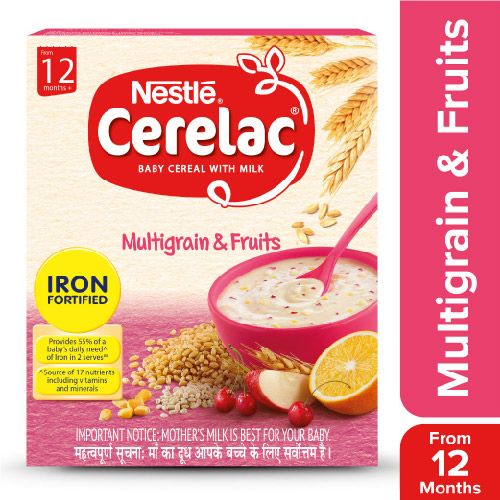 From
12
months+
Nestlé®
Cerelac®
BABY CEREAL WITH MILK
Multigrain & Fruits
IRON
FORTIFIED
Provides 55% of a
baby's daily need^
of Iron in 2 serves**
^Source of 17 nutrients
including vitamins
and minerals
IMPORTANT NOTICE: MOTHER'S MILK IS BEST FOR YOUR BABY.
महत्वपूर्ण सूचना: माँ का दूध आपके बच्चे के लिए सर्वोत्तम है।
Multigrain & Fruits
From
12
Months